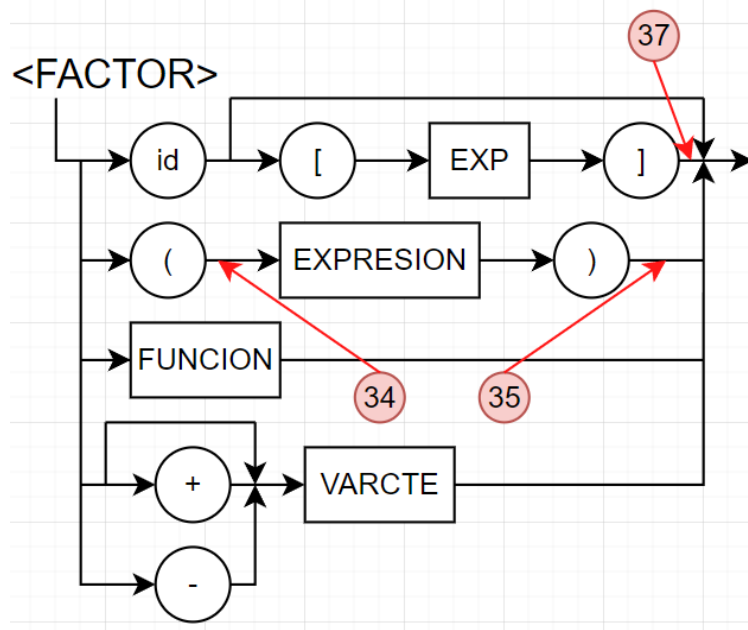 37
<FACTOR>
id [ EXP ]
( EXPRESION )
FUNCION
34 35
+ VARCTE
-